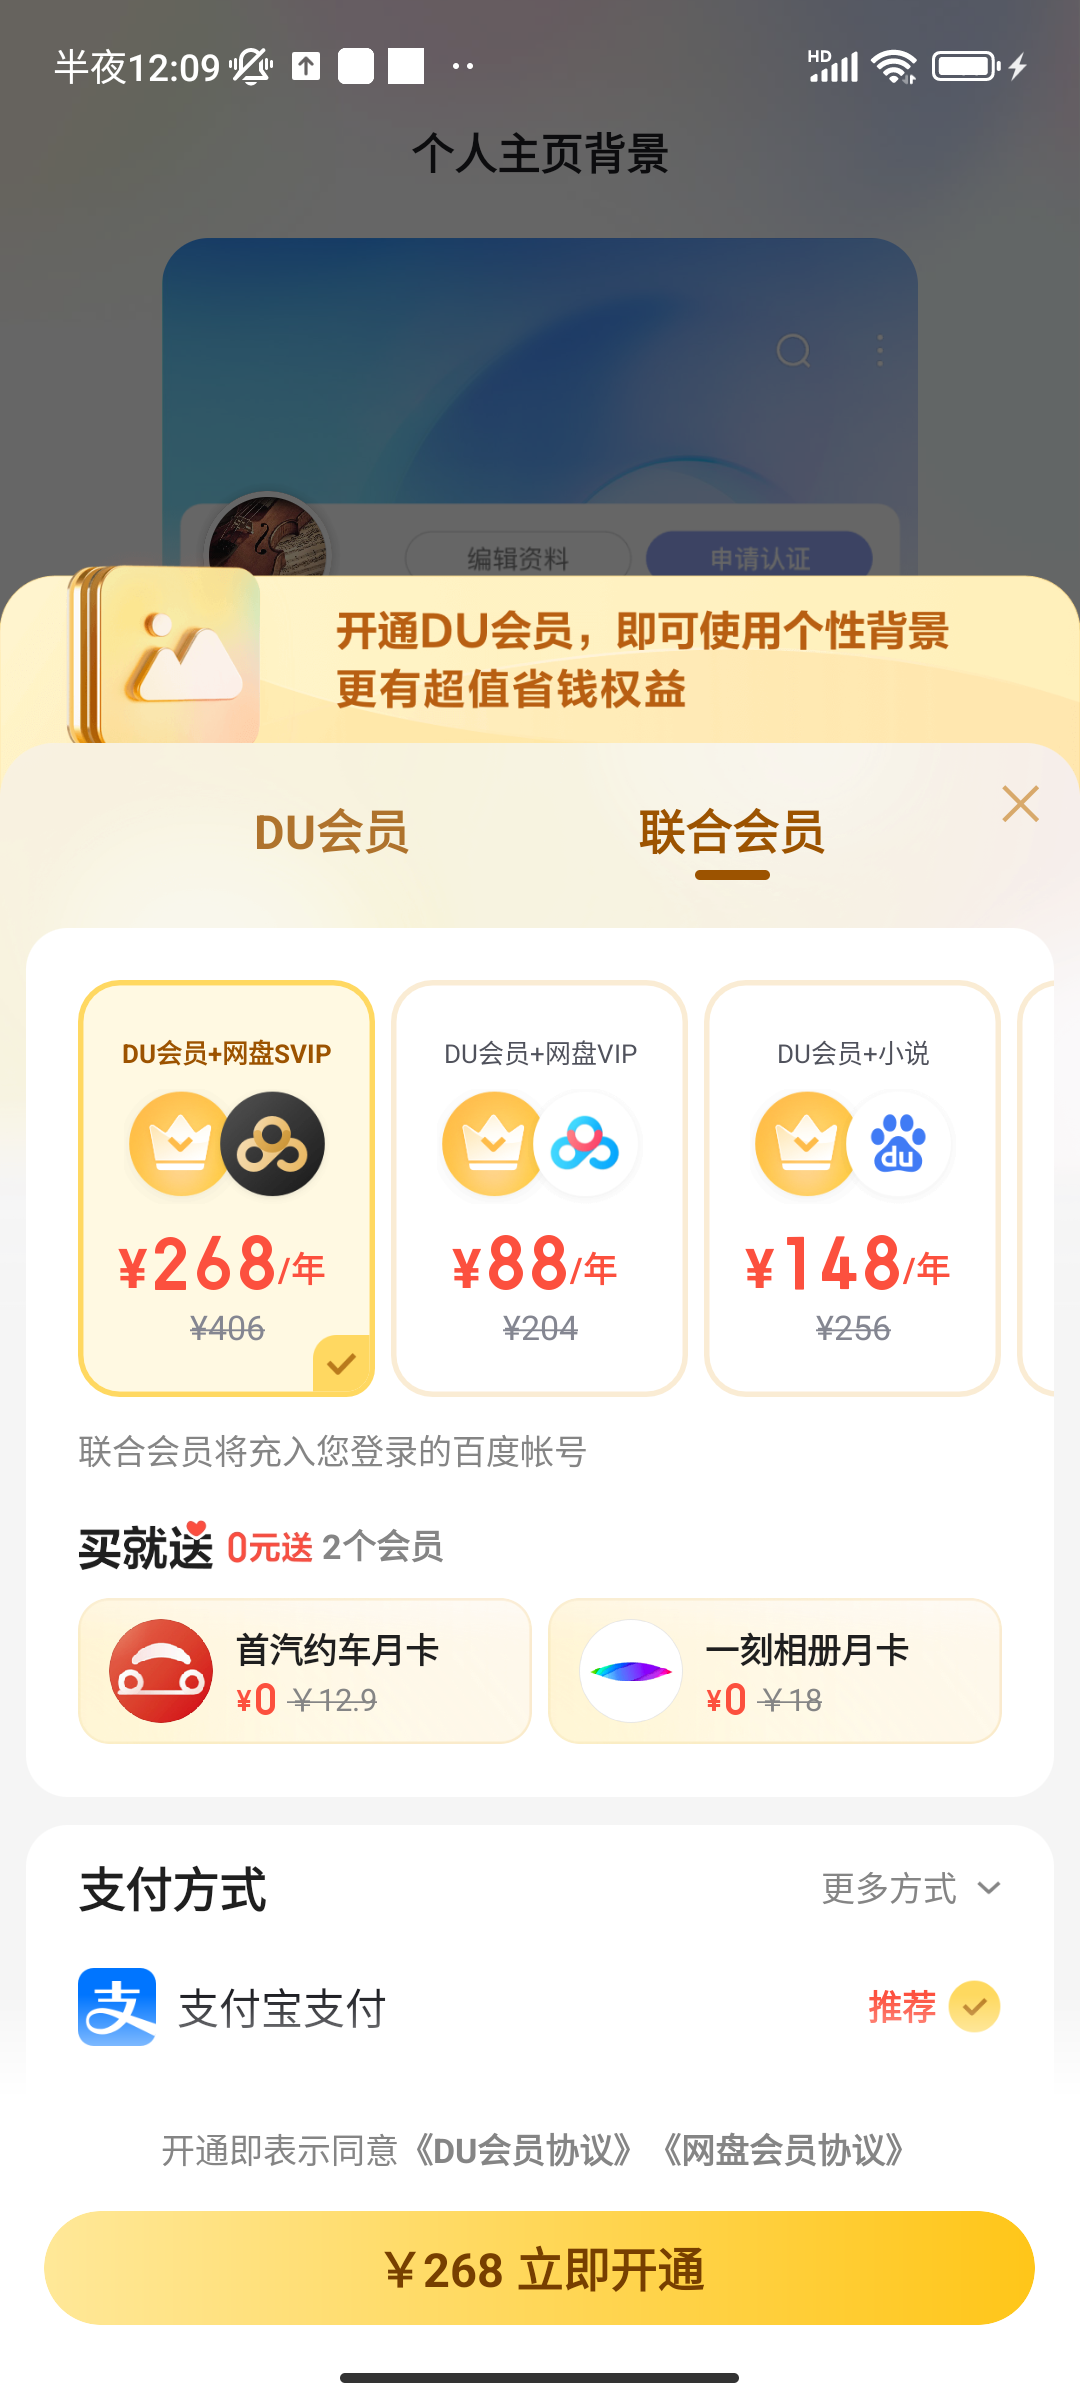 半夜12:09
HD
个人主页背景
编辑资料
申请认证
开通DU会员，即可使用个性背景
更有超值省钱权益
DU会员
联合会员
DU会员+网盘SVIP
¥268/年
¥406
DU会员+网盘VIP
¥88/年
¥204
DU会员+小说
du
¥148/年
¥256
联合会员将充入您登录的百度帐号
买就送 0元送 2个会员
首汽约车月卡
¥0 ￥12.9
一刻相册月卡
¥0 ￥18
支付方式
更多方式
支 支付宝支付
推荐
开通即表示同意《DU会员协议》《网盘会员协议》
￥268 立即开通